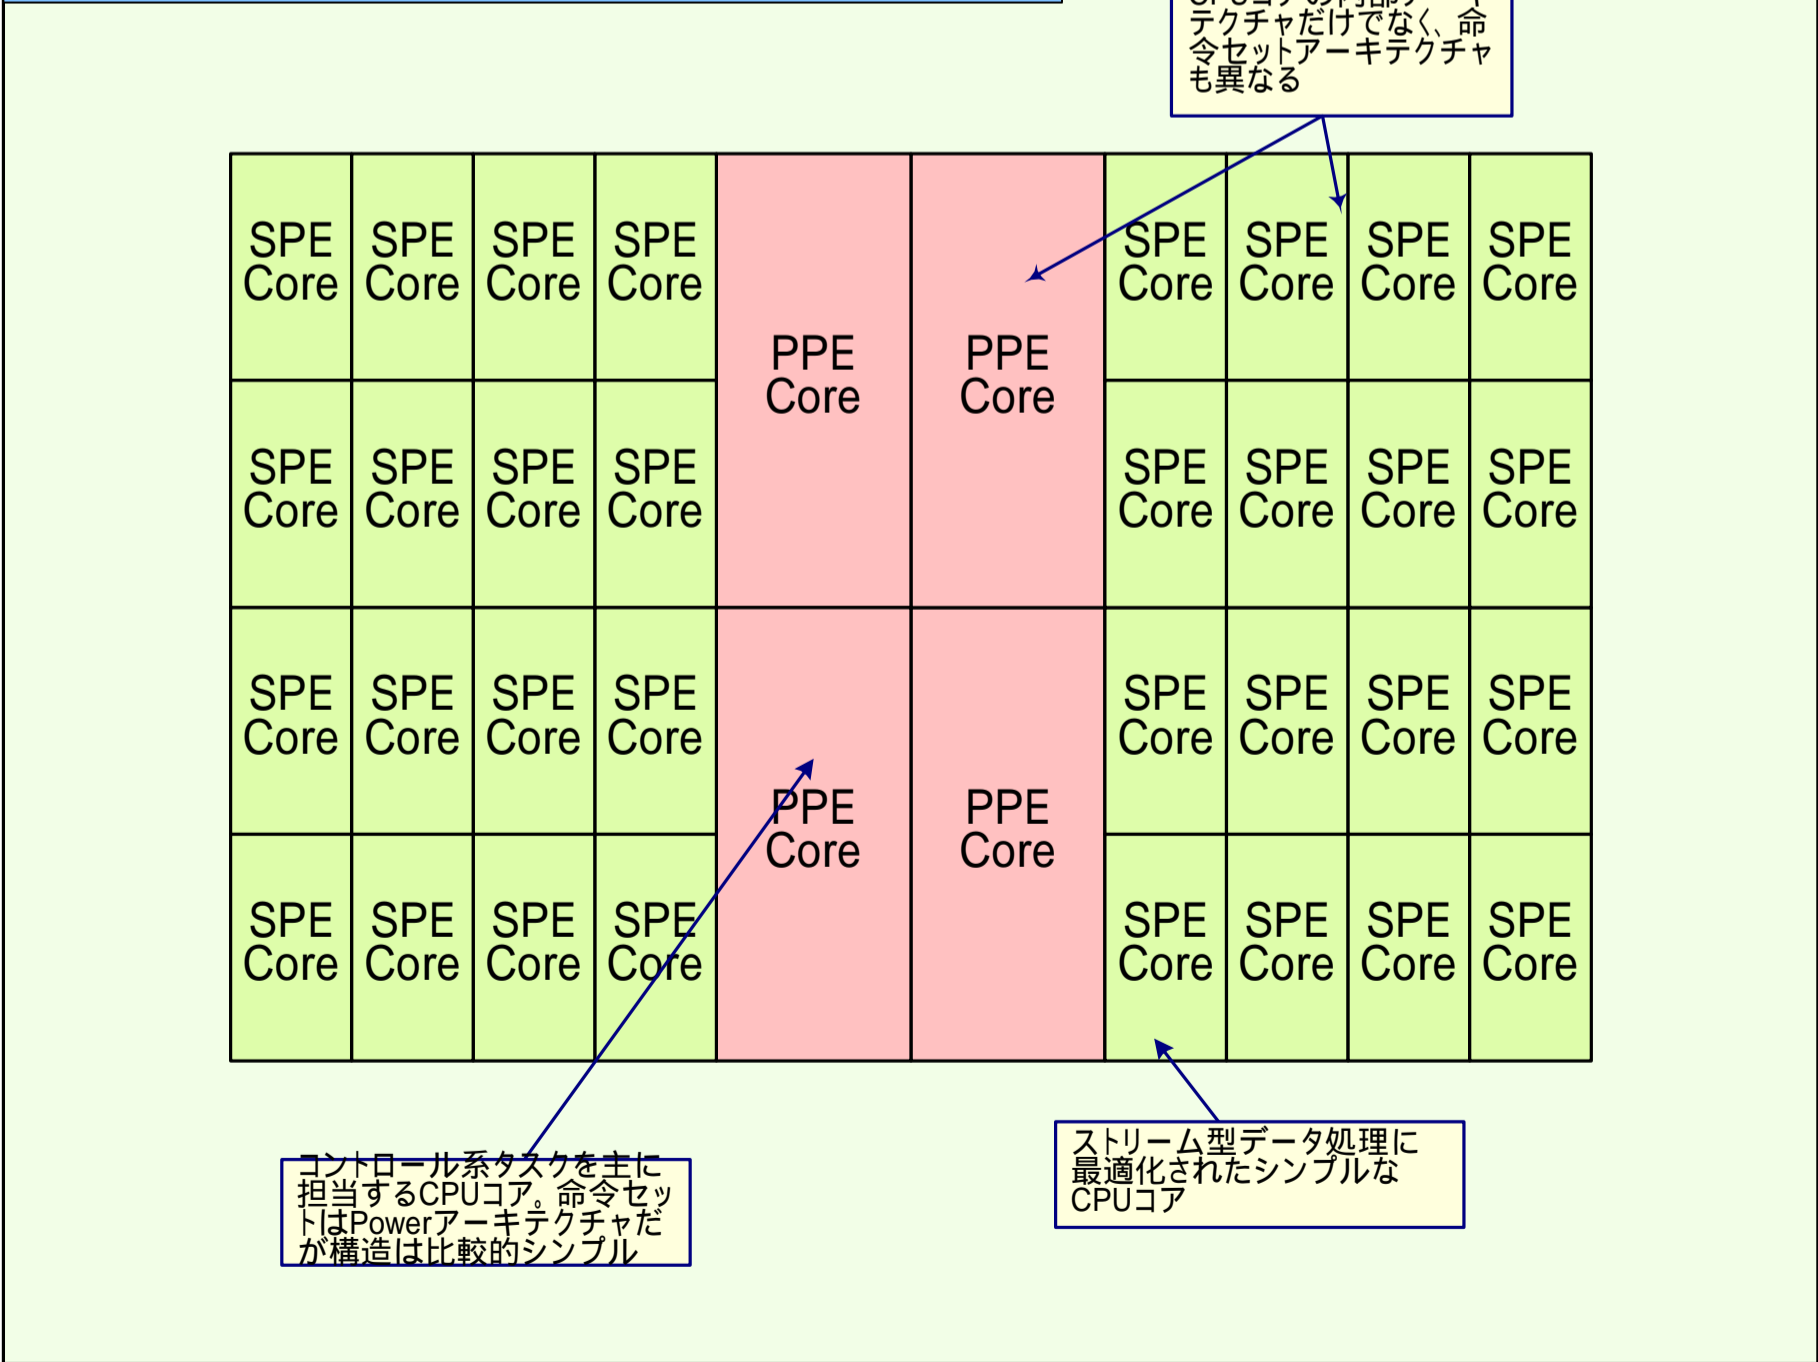 テクチャだけでなく、命
令セットアーキテクチャ
も異なる
SPE SPE SPE SPE SPE SPE SPE SPE
Core Core Core Core Core Core Core Core
PPE PPE
Core Core
SPE SPE SPE SPE SPE SPE SPE SPE
Core Core Core Core Core Core Core Core
SPE SPE SPE SPE SPE SPE SPE SPE
Core Core Core Core Core Core Core Core
PPE PPE
Core Core
SPE SPE SPE SPE SPE SPE SPE SPE
Core Core Core Core Core Core Core Core
ストリーム型データ処理に
最適化されたシンプルな
CPUコア
コントロール系タスクを主に
担当するCPUコア。命令セッ
トはPowerアーキテクチャだ
が構造は比較的シンプル